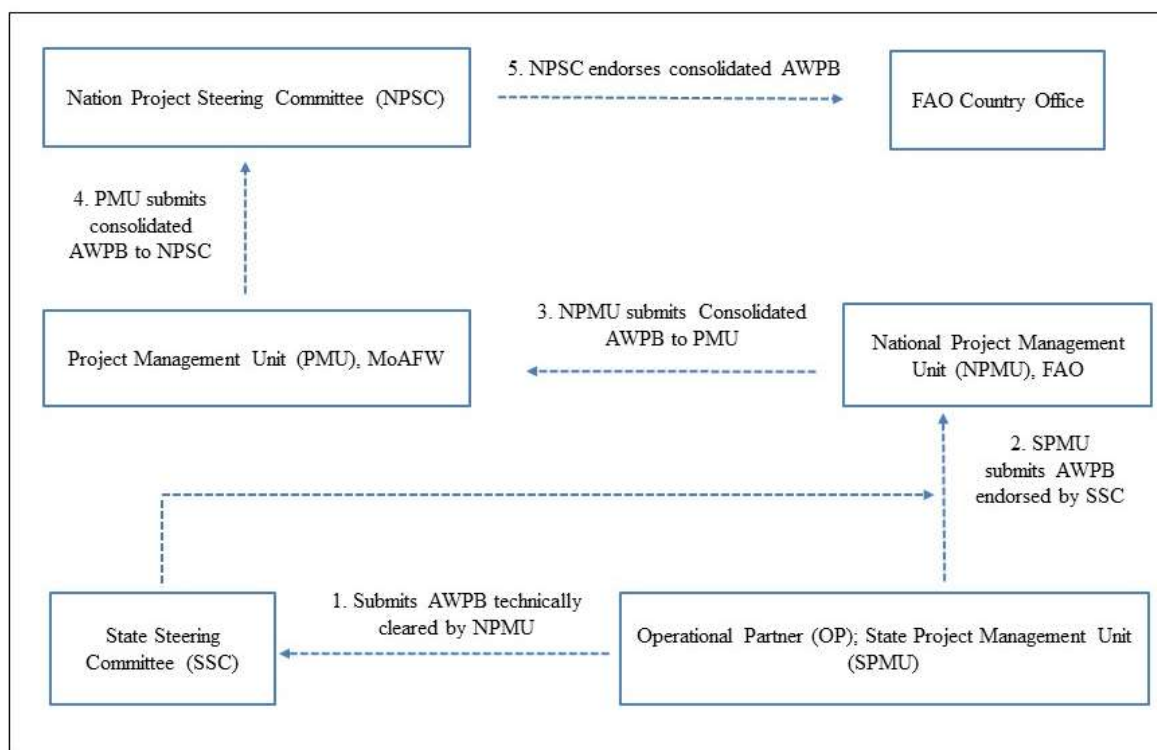 5. NPSC endorses consolidated AWPB
Nation Project Steering Committee (NPSC)
FAO Country Office
4. PMU submits
consolidated
AWPB to NPSC
3. NPMU submits Consolidated
AWPB to PMU
Project Management Unit (PMU), MoAFW
National Project Management
Unit (NPMU), FAO
2. SPMU
submits AWPB
endorsed by SSC
1. Submits AWPB technically
cleared by NPMU
State Steering
Committee (SSC)
Operational Partner (OP); State Project Management Unit
(SPMU)